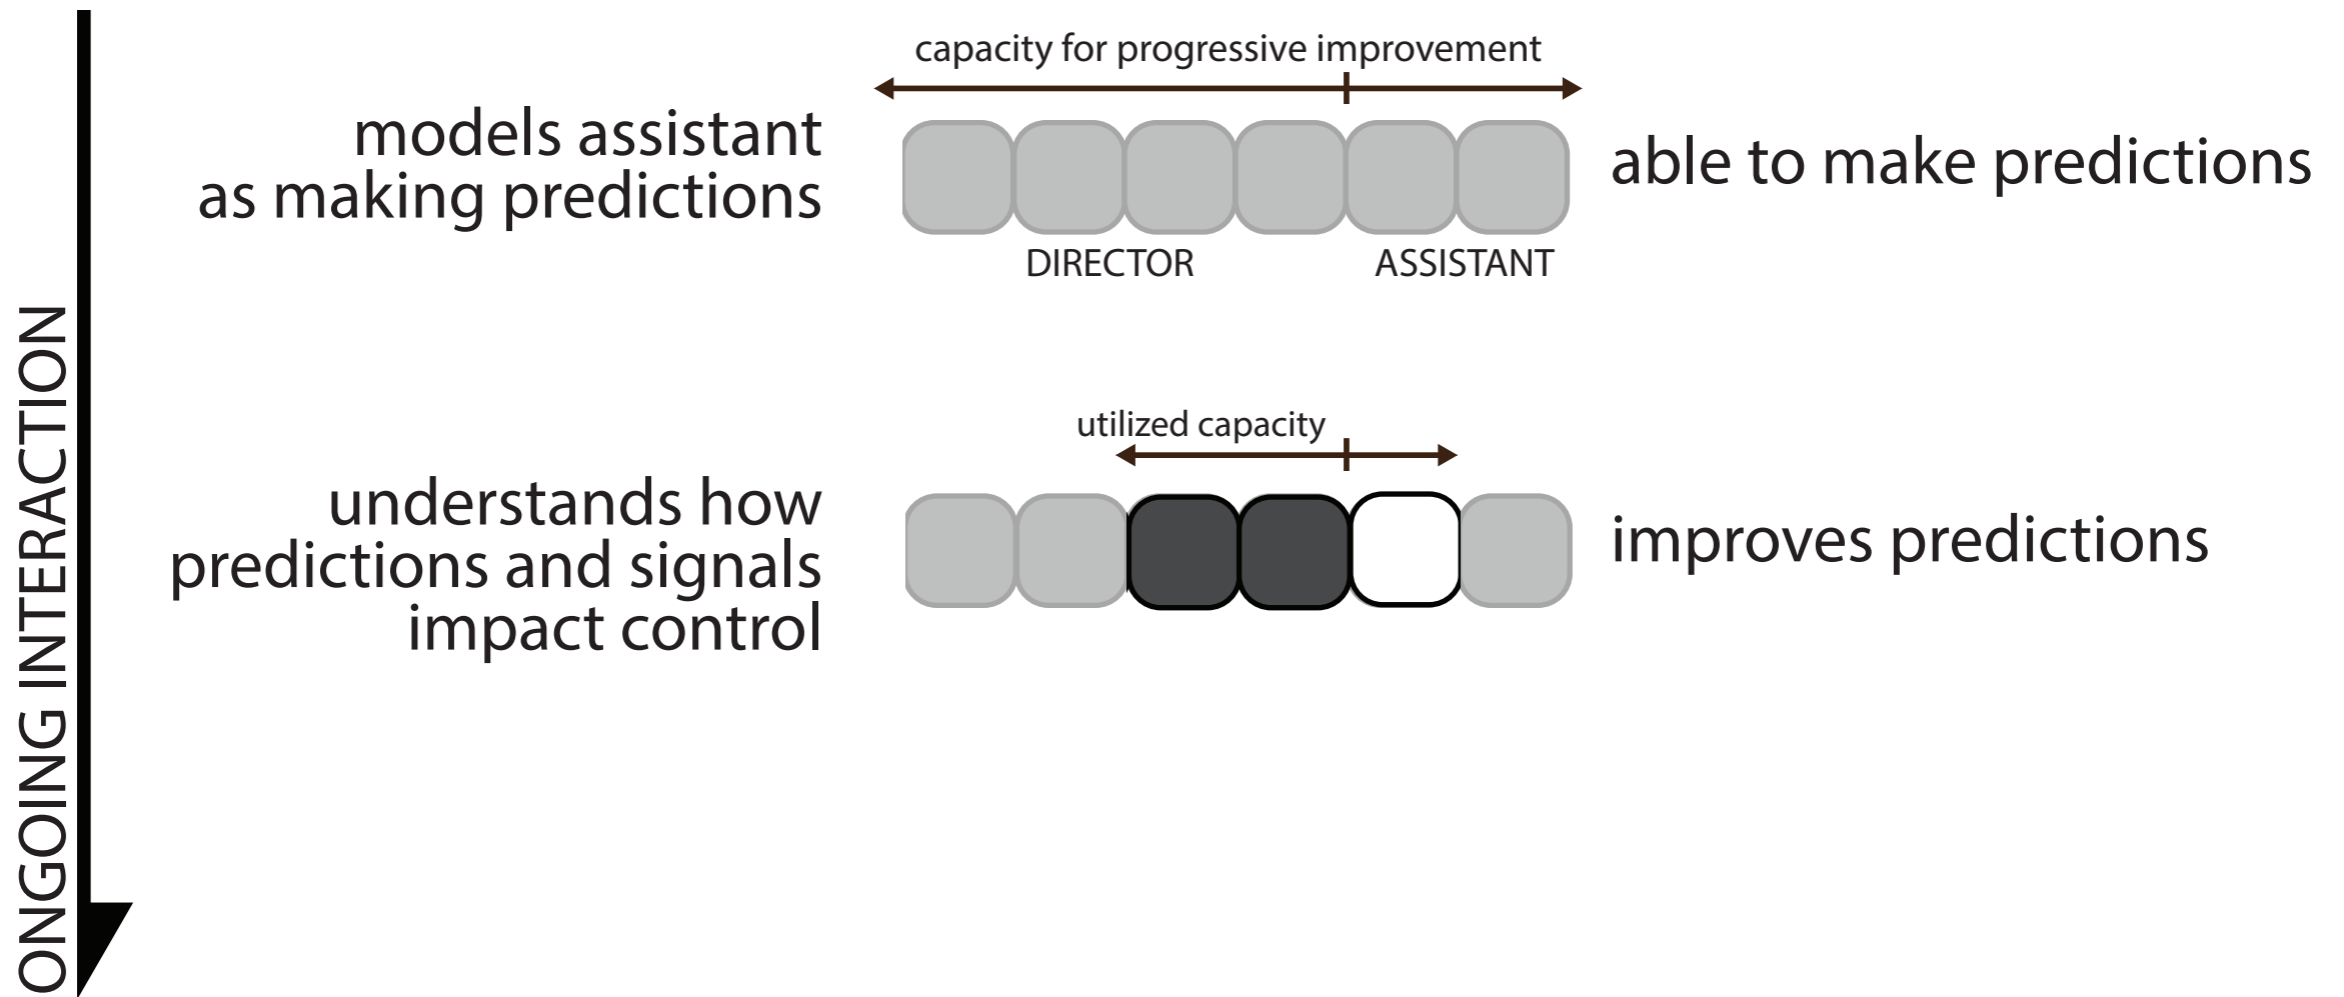 capacity for progressive improvement
models assistant
as making predictions
able to make predictions
DIRECTOR
ASSISTANT
utilized capacity
understands how
predictions and signals
impact control
improves predictions
ONGOING INTERACTION